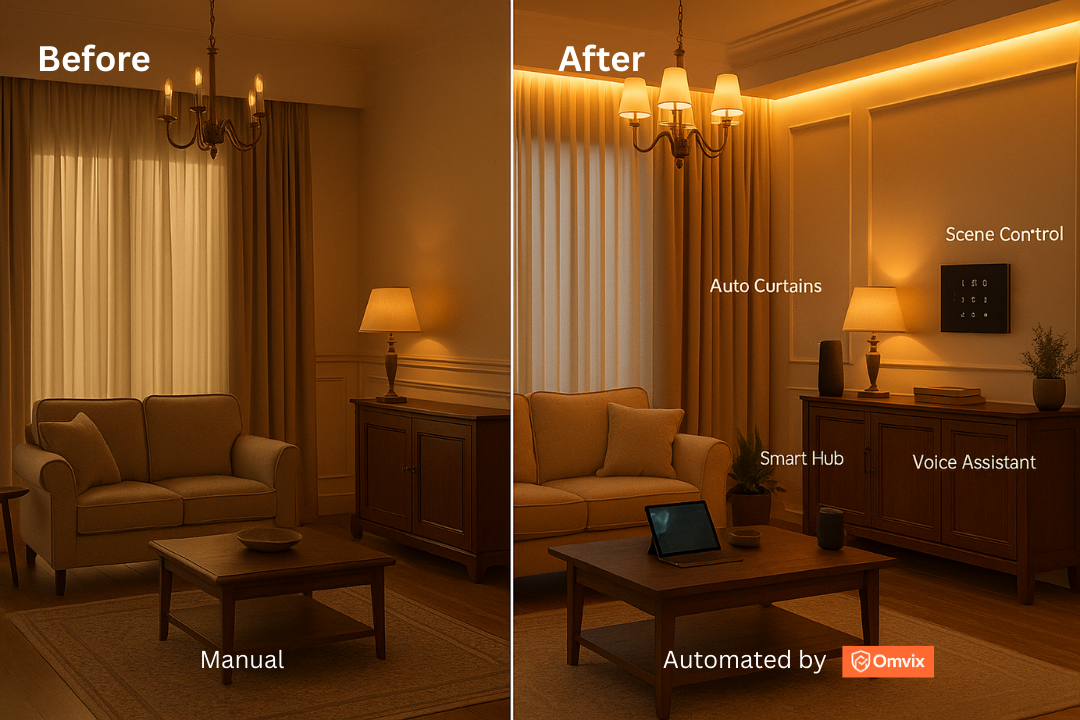 Before
After
Scene Control
Auto Curtains
Smart Hub
Voice Assistant
Manual
Automated by Omvix